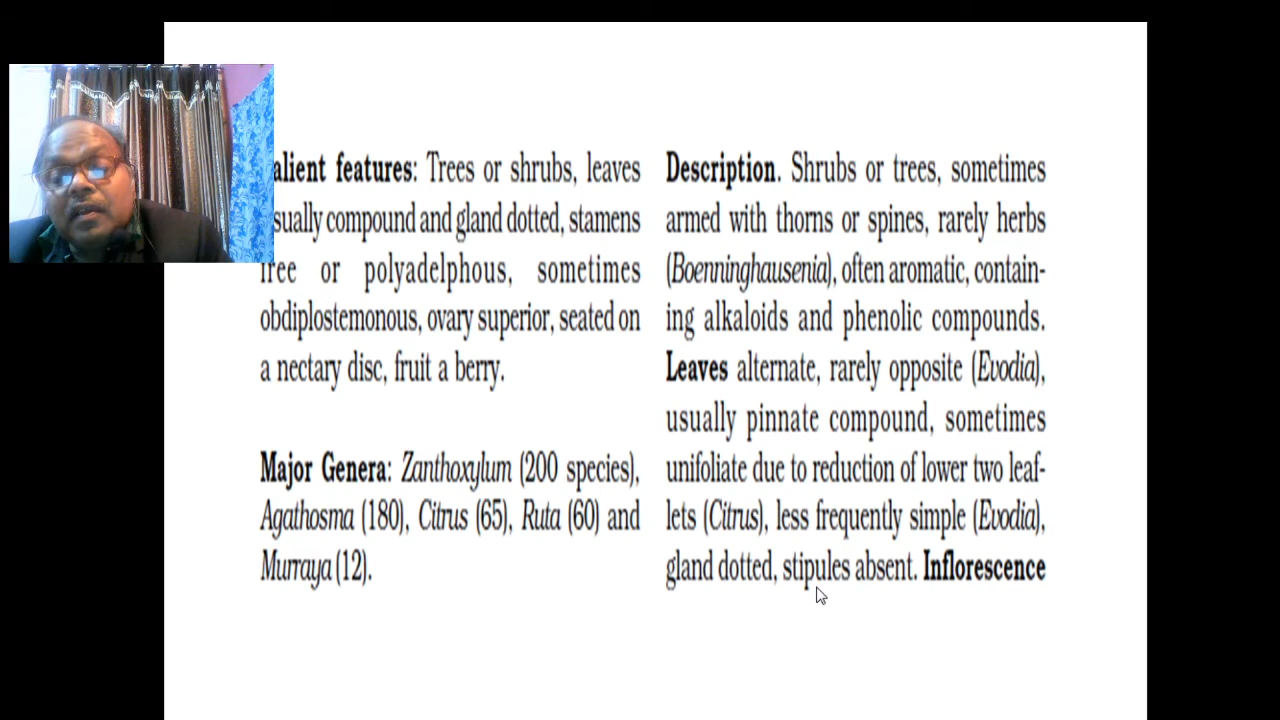 alient features: Trees or shrubs, leaves
sually compound and gland dotted, stamens
free or polyadelphous, sometimes
obdiplostemonous, ovary superior, seated on
a nectary disc, fruit a berry.
Major Genera: Zanthoxylum (200 species),
Agathosma (180), Citrus (65), Ruta (60) and
Murraya (12).
Description. Shrubs or trees, sometimes
armed with thorns or spines, rarely herbs
(Boenninghausenia), often aromatic, contain-
ing alkaloids and phenolic compounds.
Leaves alternate, rarely opposite (Evodia),
usually pinnate compound, sometimes
unifoliate due to reduction of lower two leaf-
lets (Citrus), less frequently simple (Evodia),
gland dotted, stipules absent. Inflorescence